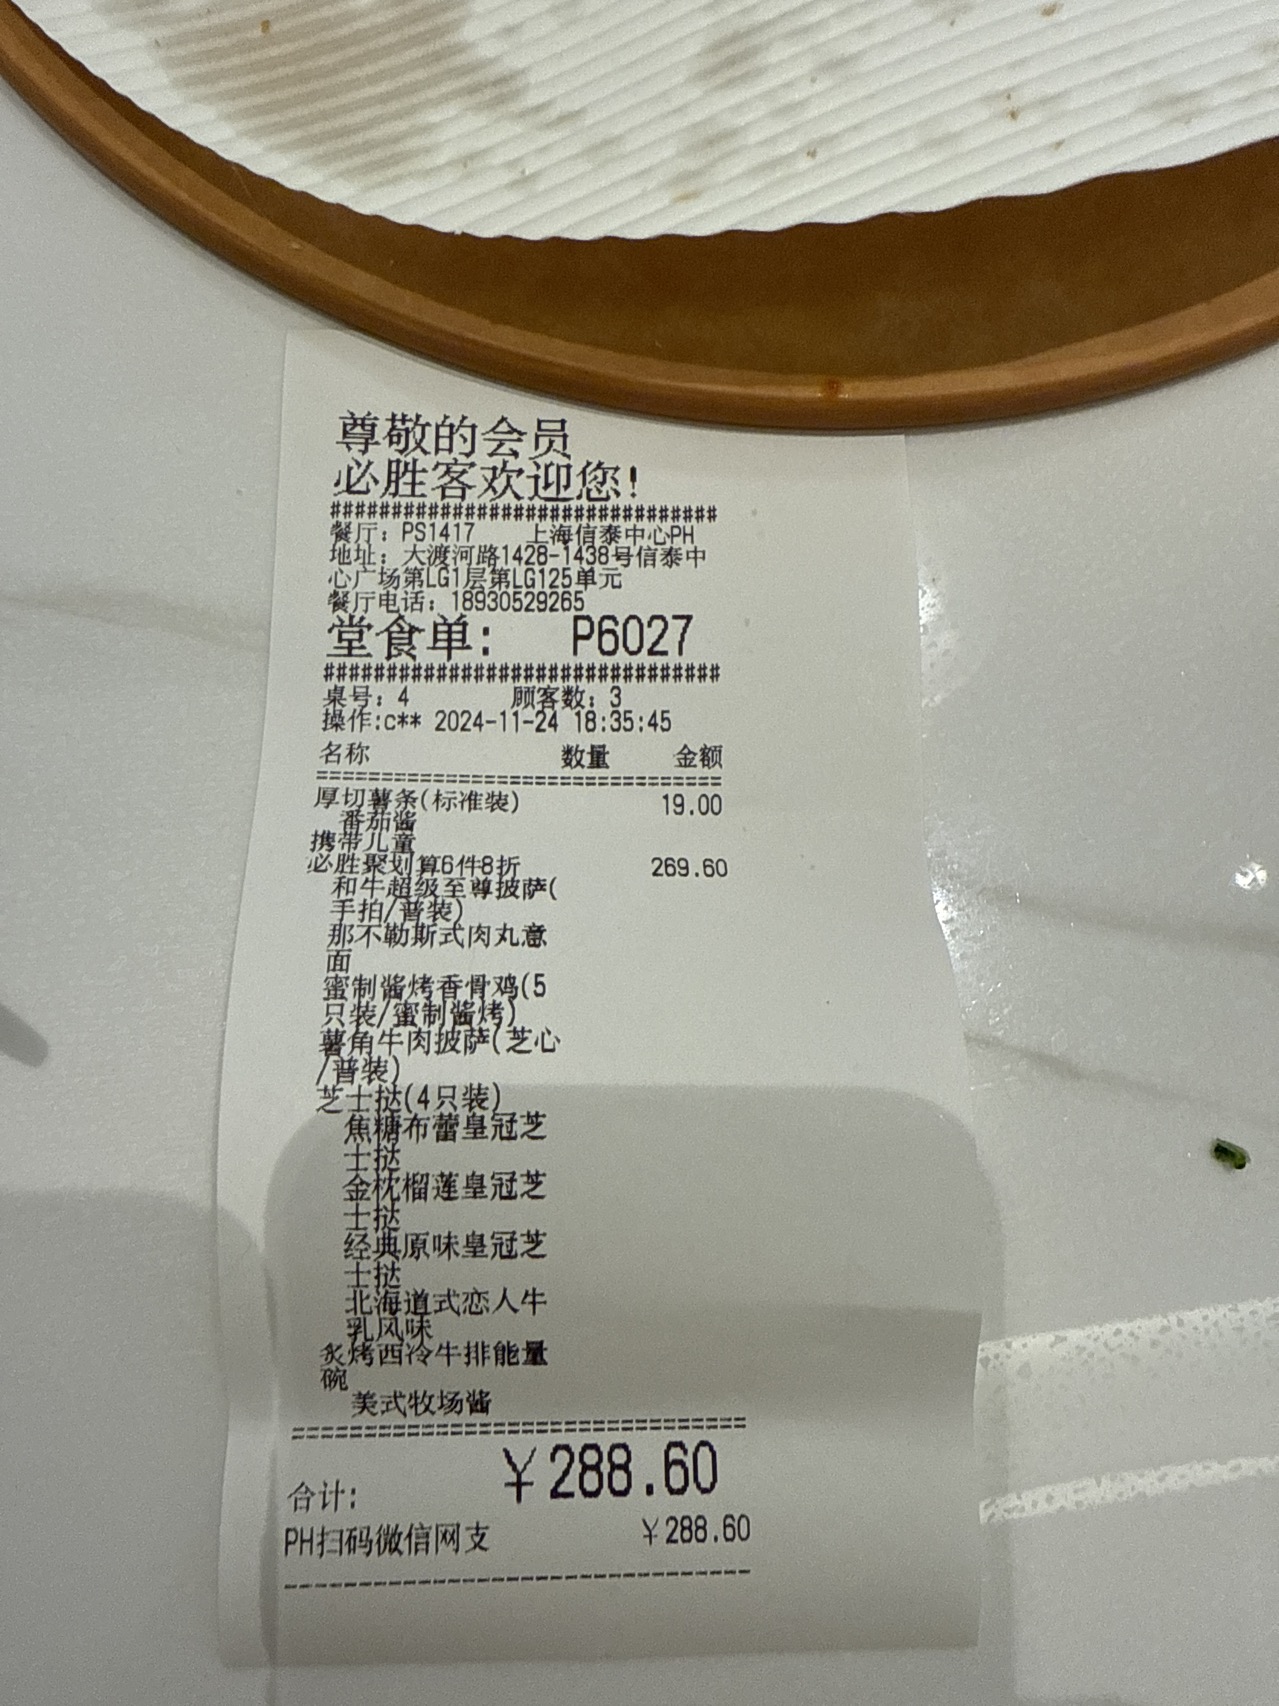 尊敬的会员
必胜客欢迎您!
################################
餐厅: PS1417 上海信泰中心PH
地址: 大渡河路1428-1438号信泰中
心广场第LG1层第LG125单元
餐厅电话: 18930529265
堂食单: P6027
################################
桌号: 4 顾客数: 3
操作:c** 2024-11-24 18:35:45
名称 数量 金额
================================
厚切薯条(标准装) 19.00
番茄酱
携带儿童
必胜聚划算6件8折 269.60
和牛超级至尊披萨(
手拍/普装)
那不勒斯式肉丸意
面
蜜制酱烤香骨鸡(5
只装/蜜制酱烤)
薯角牛肉披萨(芝心
/普装)
芝士挞(4只装)
焦糖布蕾皇冠芝
士挞
金枕榴莲皇冠芝
士挞
经典原味皇冠芝
士挞
北海道式恋人牛
乳风味
炙烤西冷牛排能量
碗
美式牧场酱
================================
合计: ￥288.60
PH扫码微信网支 ￥288.60
--------------------------------